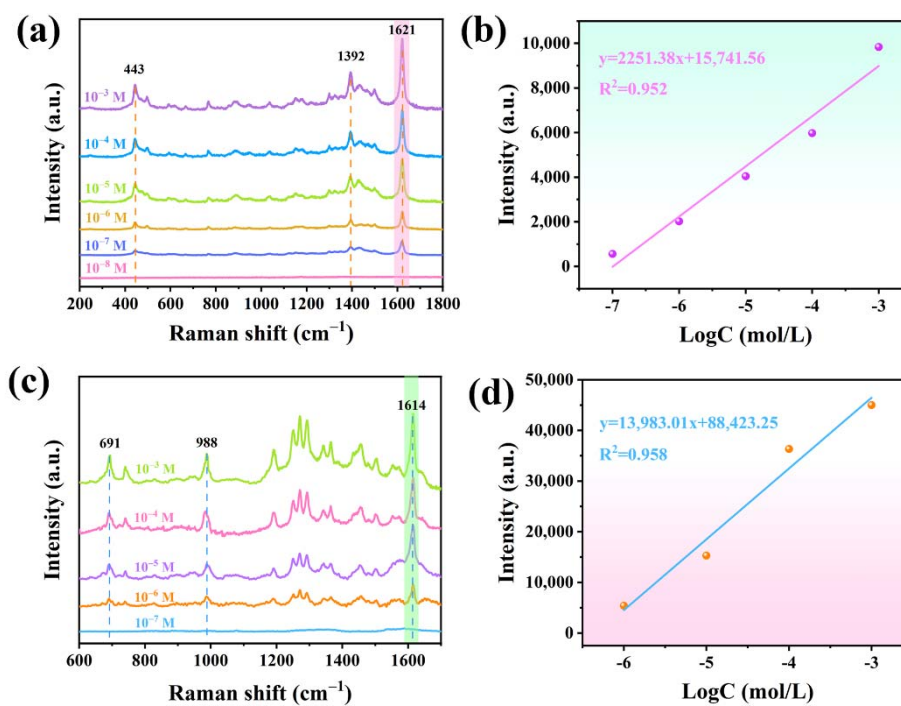 (a)
443
1392
1621
10⁻³ M
10⁻⁴ M
10⁻⁵ M
10⁻⁶ M
10⁻⁷ M
10⁻⁸ M
Intensity (a.u.)
200 400 600 800 1000 1200 1400 1600 1800
Raman shift (cm⁻¹)
(b)
y=2251.38x+15,741.56
R²=0.952
10,000
8,000
6,000
4,000
2,000
0
Intensity (a.u.)
-7 -6 -5 -4 -3
LogC (mol/L)
(c)
691
988
1614
10⁻³ M
10⁻⁴ M
10⁻⁵ M
10⁻⁶ M
10⁻⁷ M
Intensity (a.u.)
600 800 1000 1200 1400 1600
Raman shift (cm⁻¹)
(d)
y=13,983.01x+88,423.25
R²=0.958
50,000
40,000
30,000
20,000
10,000
0
Intensity (a.u.)
-6 -5 -4 -3
LogC (mol/L)